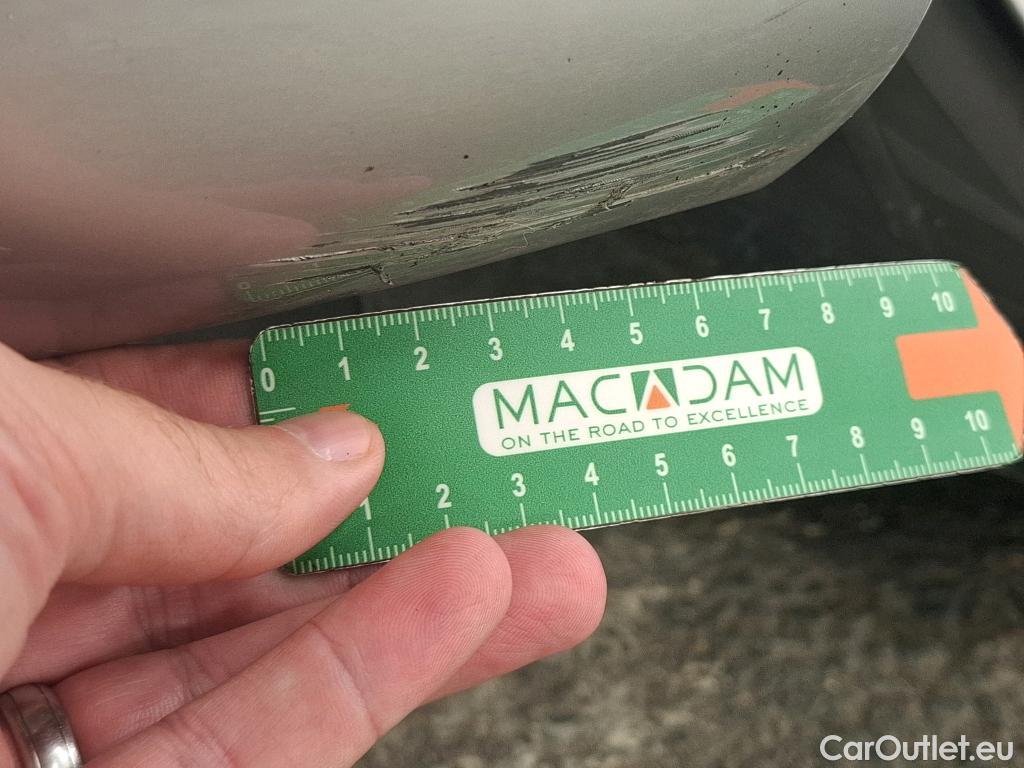 0 1 2 3 4 5 6 7 8 9 10
MACADAM
ON THE ROAD TO EXCELLENCE
1 2 3 4 5 6 7 8 9 10
CarOutlet.eu